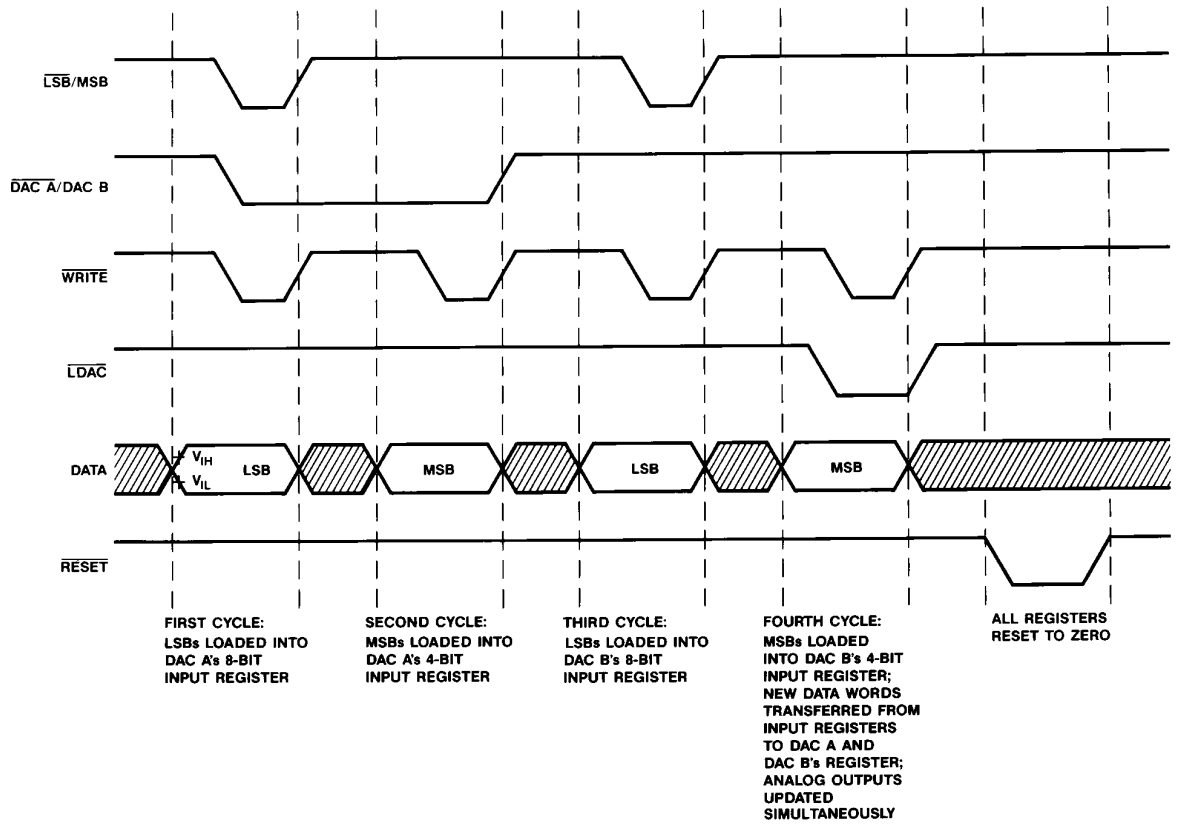 LSB/MSB
DAC A/DAC B
WRITE
LDAC
DATA
VIH
VIL
LSB
MSB
LSB
MSB
RESET
FIRST CYCLE:
LSBs LOADED INTO
DAC A's 8-BIT
INPUT REGISTER
SECOND CYCLE:
MSBs LOADED INTO
DAC A's 4-BIT
INPUT REGISTER
THIRD CYCLE:
LSBs LOADED INTO
DAC B's 8-BIT
INPUT REGISTER
FOURTH CYCLE:
MSBs LOADED
INTO DAC B's 4-BIT
INPUT REGISTER;
NEW DATA WORDS
TRANSFERRED FROM
INPUT REGISTERS
TO DAC A AND
DAC B's REGISTER;
ANALOG OUTPUTS
UPDATED
SIMULTANEOUSLY
ALL REGISTERS
RESET TO ZERO